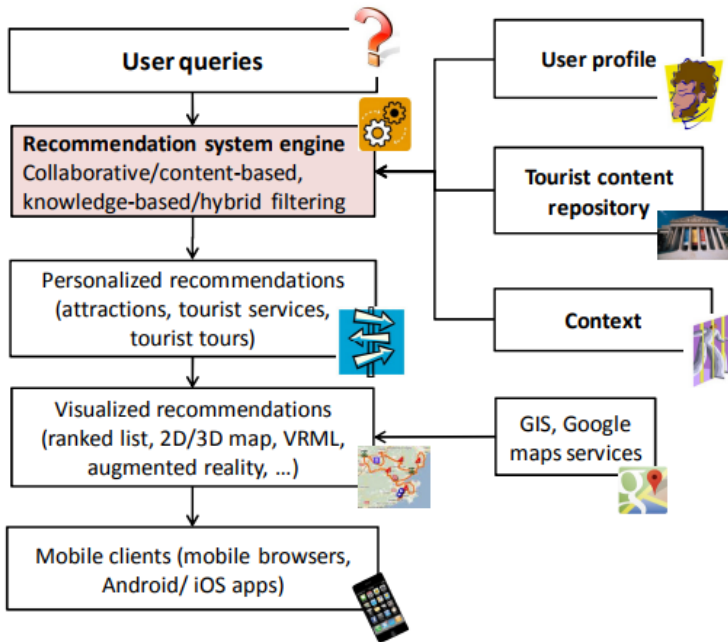 User queries
User profile
Recommendation system engine
Collaborative/content-based,
knowledge-based/hybrid filtering
Tourist content
repository
Personalized recommendations
(attractions, tourist services,
tourist tours)
Context
Visualized recommendations
(ranked list, 2D/3D map, VRML,
augmented reality, …)
GIS, Google
maps services
Mobile clients (mobile browsers,
Android/ iOS apps)